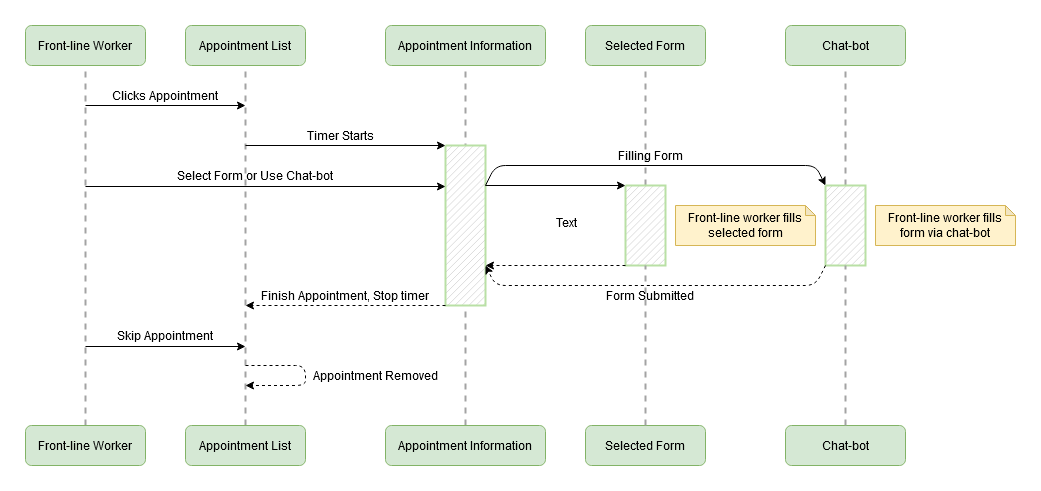 Front-line Worker
Appointment List
Appointment Information
Selected Form
Chat-bot
Clicks Appointment
Timer Starts
Filling Form
Select Form or Use Chat-bot
Text
Front-line worker fills
selected form
Front-line worker fills
form via chat-bot
Finish Appointment, Stop timer
Form Submitted
Skip Appointment
Appointment Removed
Front-line Worker
Appointment List
Appointment Information
Selected Form
Chat-bot